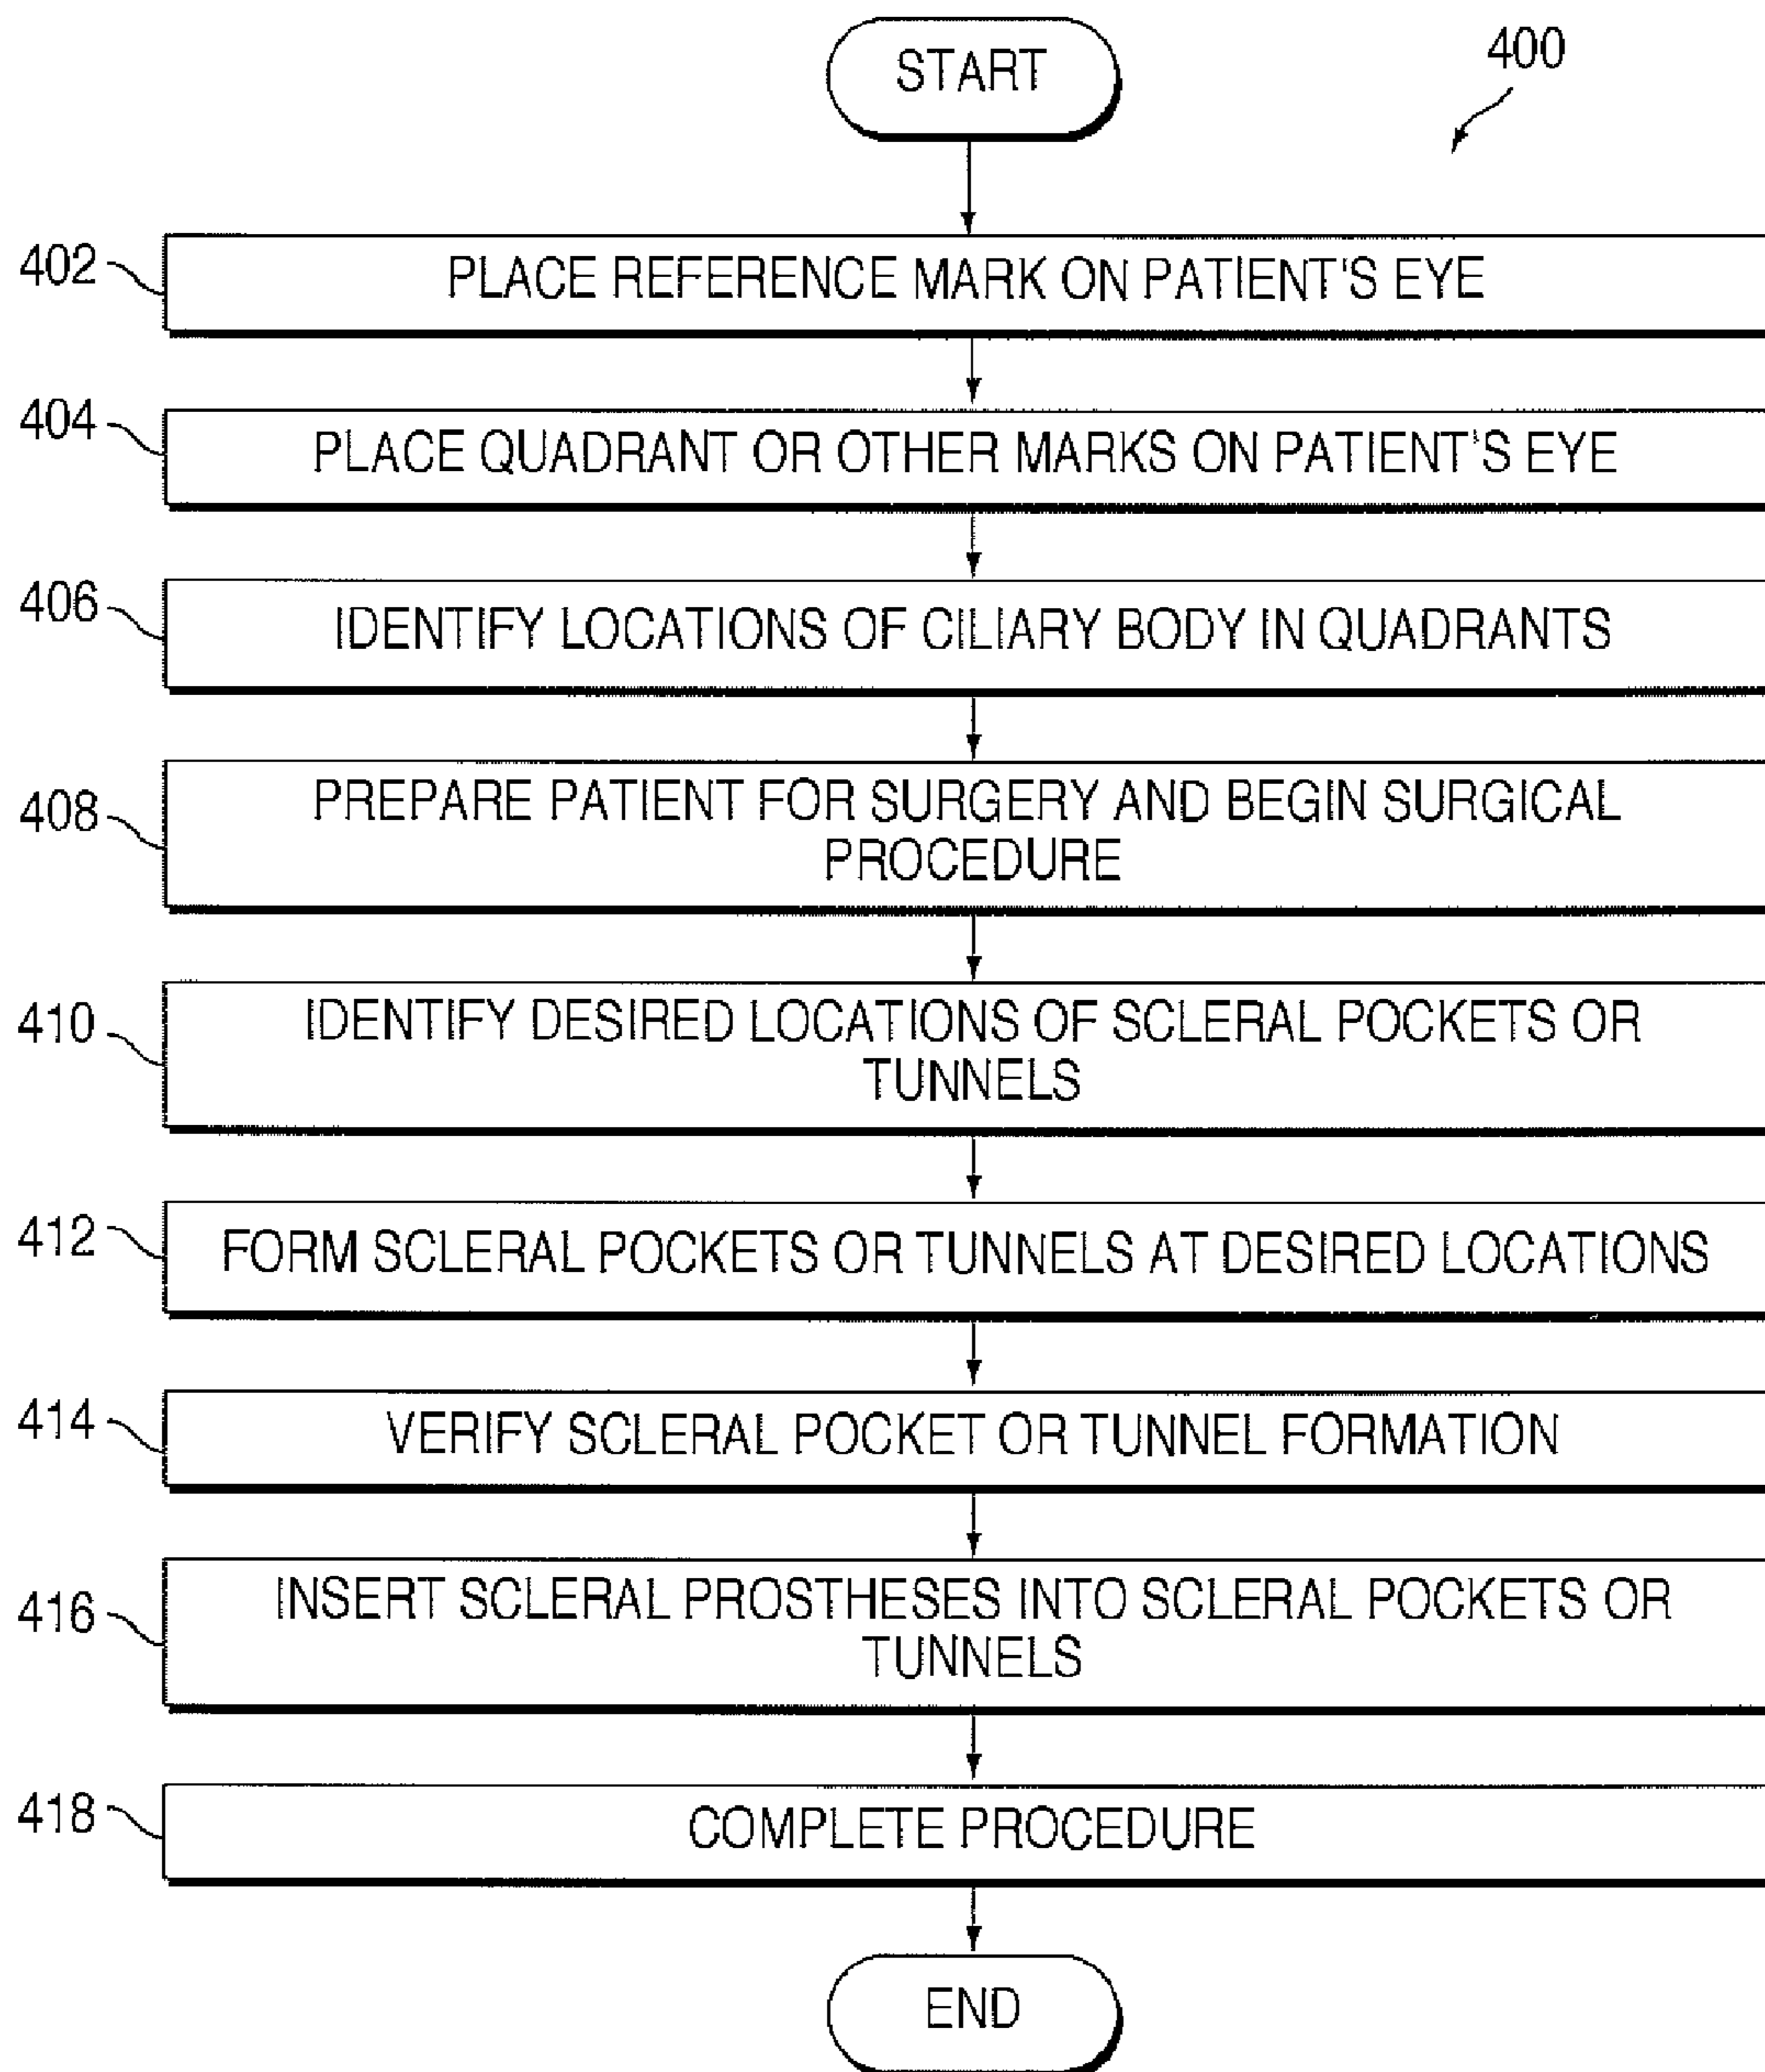 START
400
402
PLACE REFERENCE MARK ON PATIENT'S EYE
404
PLACE QUADRANT OR OTHER MARKS ON PATIENT'S EYE
406
IDENTIFY LOCATIONS OF CILIARY BODY IN QUADRANTS
408
PREPARE PATIENT FOR SURGERY AND BEGIN SURGICAL
PROCEDURE
410
IDENTIFY DESIRED LOCATIONS OF SCLERAL POCKETS OR
TUNNELS
412
FORM SCLERAL POCKETS OR TUNNELS AT DESIRED LOCATIONS
414
VERIFY SCLERAL POCKET OR TUNNEL FORMATION
416
INSERT SCLERAL PROSTHESES INTO SCLERAL POCKETS OR
TUNNELS
418
COMPLETE PROCEDURE
END